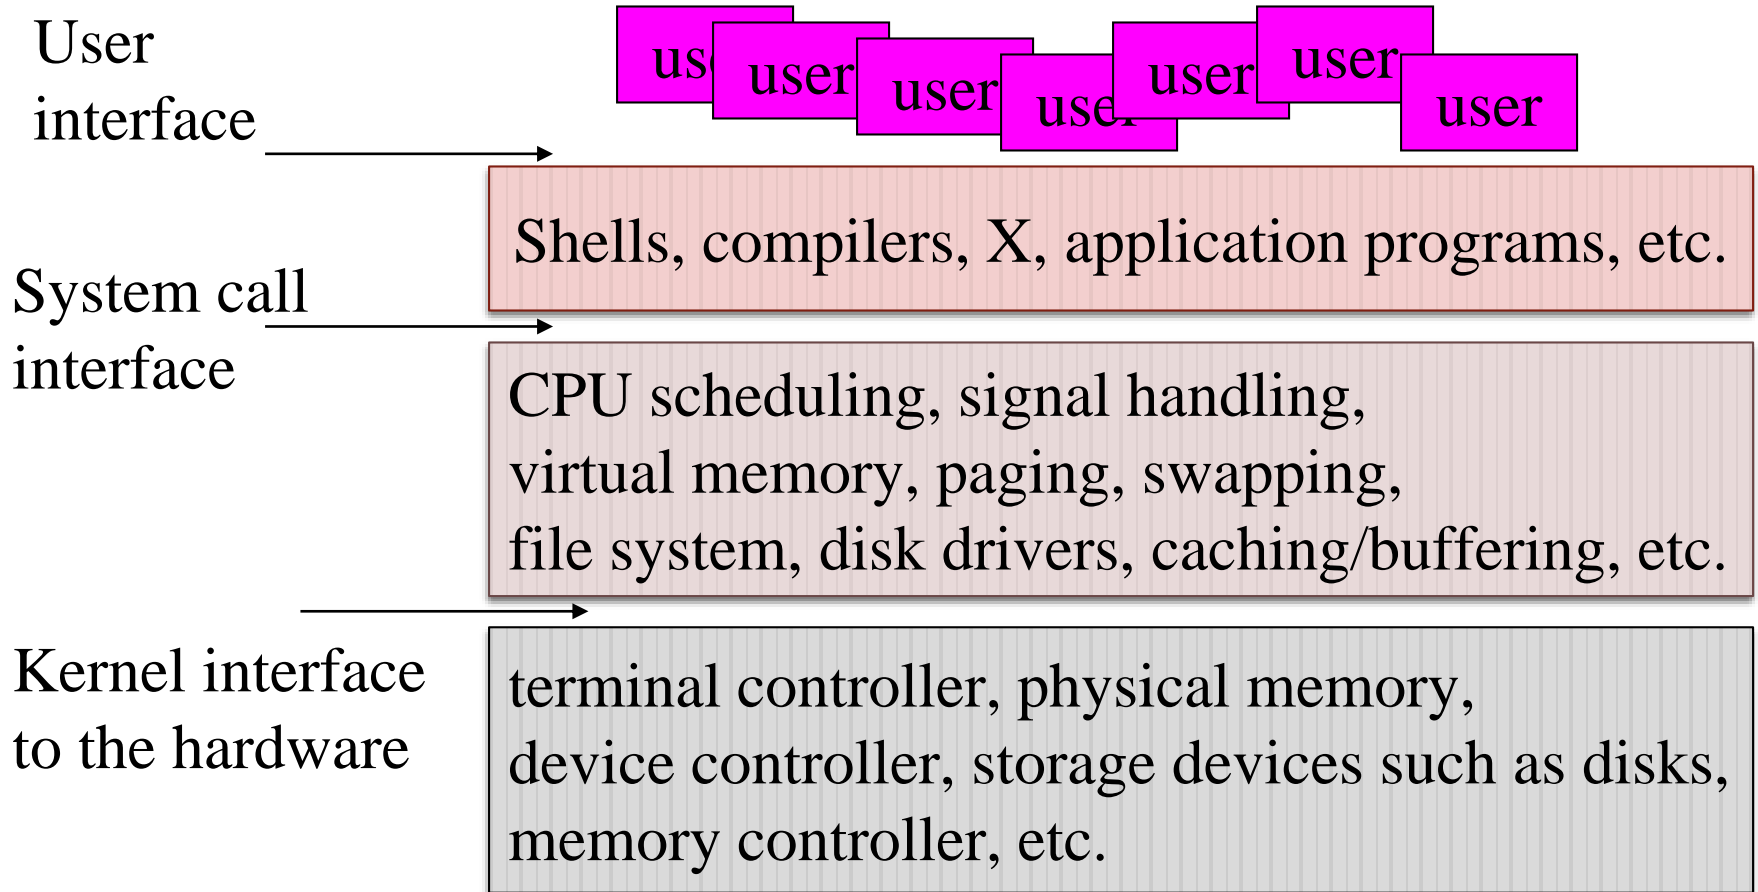 User
interface
us
user
user
user
user
user
user
Shells, compilers, X, application programs, etc.
System call
interface
CPU scheduling, signal handling,
virtual memory, paging, swapping,
file system, disk drivers, caching/buffering, etc.
Kernel interface
to the hardware
terminal controller, physical memory,
device controller, storage devices such as disks,
memory controller, etc.